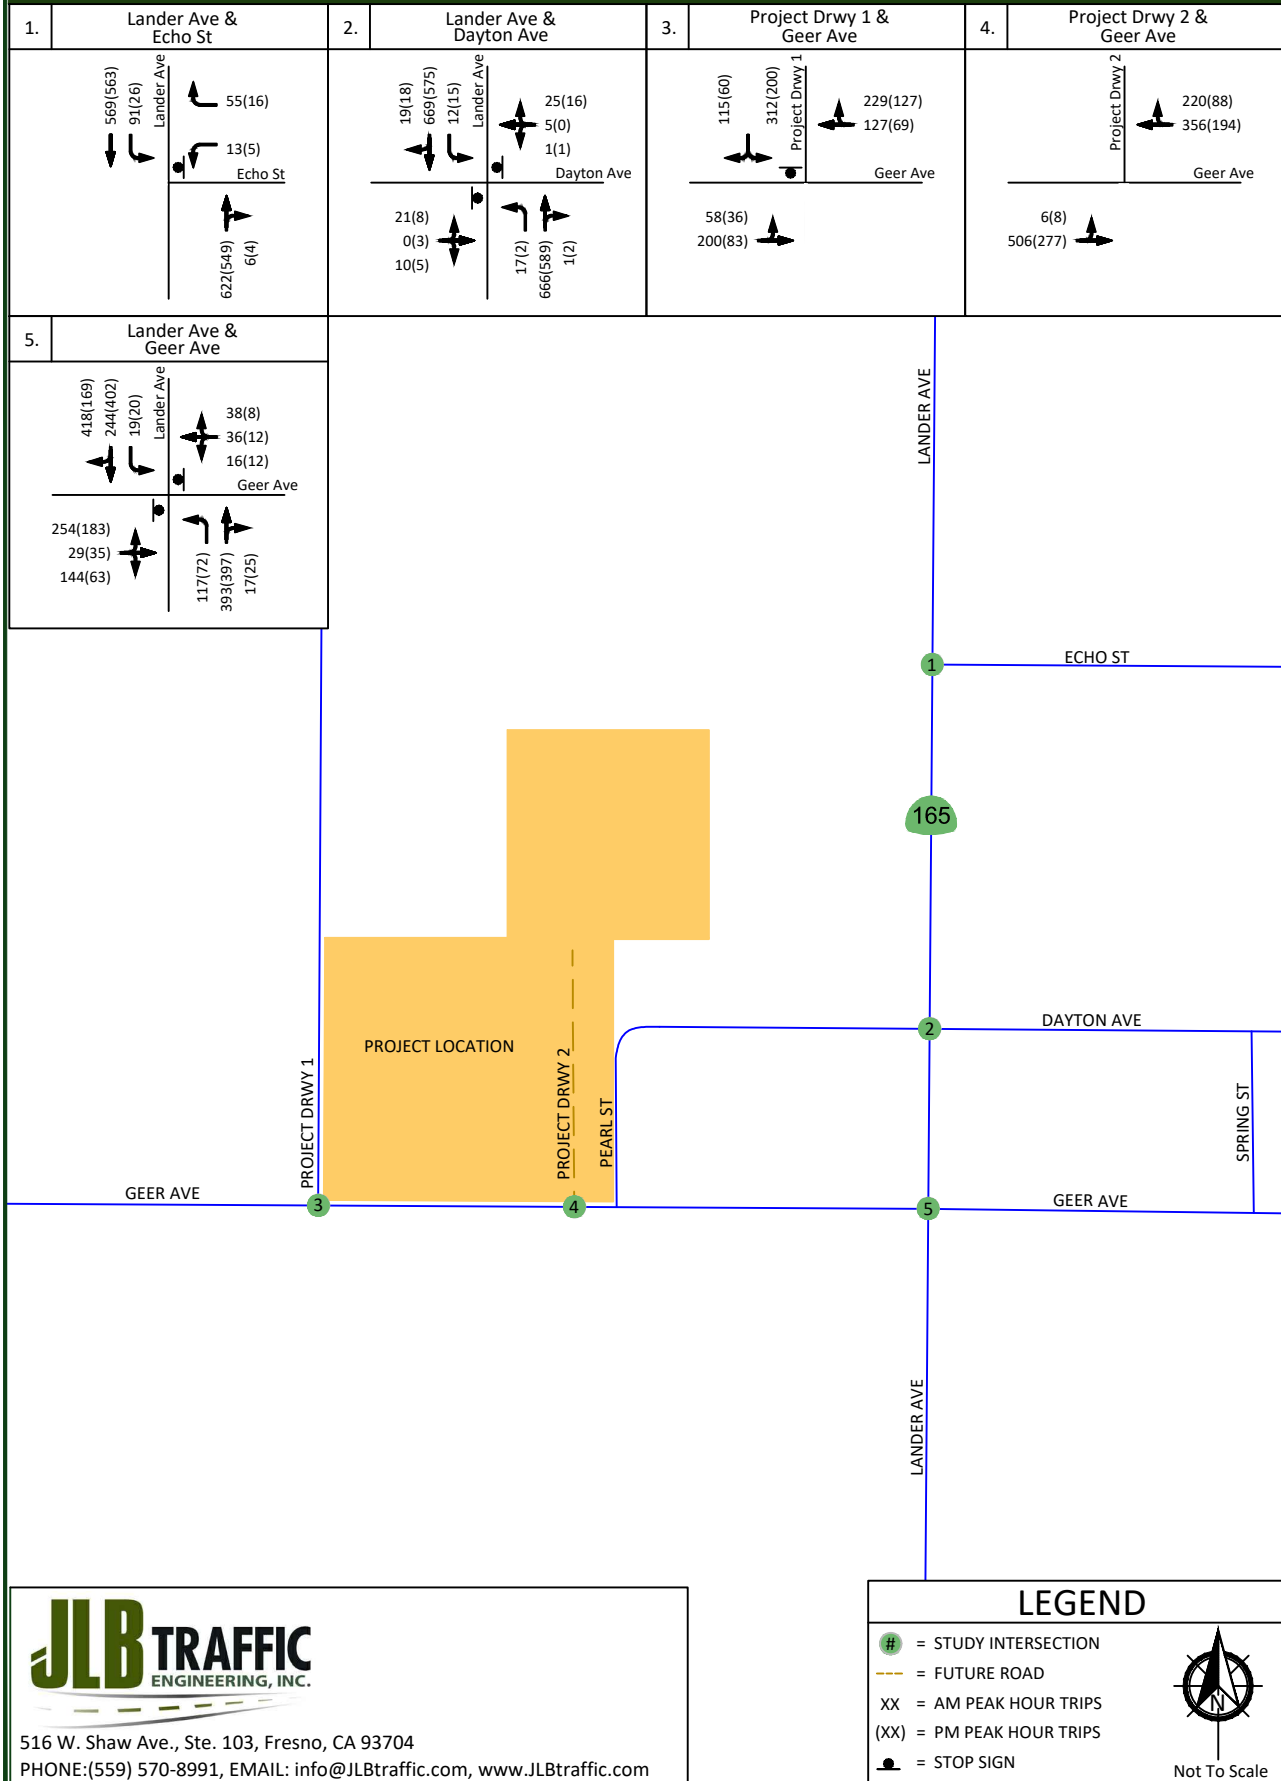 1.
Lander Ave &
Echo St
569(563)
91(26)
Lander Ave
55(16)
13(5)
Echo St
622(549)
6(4)
2.
Lander Ave &
Dayton Ave
19(18)
669(575)
12(15)
Lander Ave
25(16)
5(0)
1(1)
Dayton Ave
21(8)
0(3)
10(5)
17(2)
666(589)
1(2)
3.
Project Drwy 1 &
Geer Ave
115(60)
312(200)
Project Drwy 1
229(127)
127(69)
Geer Ave
58(36)
200(83)
4.
Project Drwy 2 &
Geer Ave
Project Drwy 2
220(88)
356(194)
Geer Ave
6(8)
506(277)
5.
Lander Ave &
Geer Ave
418(169)
244(402)
19(20)
Lander Ave
38(8)
36(12)
16(12)
Geer Ave
254(183)
29(35)
144(63)
117(72)
393(397)
17(25)
LANDER AVE
1
ECHO ST
165
2
DAYTON AVE
PROJECT LOCATION
PROJECT DRWY 1
PROJECT DRWY 2
PEARL ST
SPRING ST
GEER AVE
3
4
5
GEER AVE
LANDER AVE
JLB TRAFFIC
ENGINEERING, INC.
516 W. Shaw Ave., Ste. 103, Fresno, CA 93704
PHONE:(559) 570-8991, EMAIL: info@JLBtraffic.com, www.JLBtraffic.com
LEGEND
# = STUDY INTERSECTION
= FUTURE ROAD
XX = AM PEAK HOUR TRIPS
(XX) = PM PEAK HOUR TRIPS
= STOP SIGN
N
Not To Scale